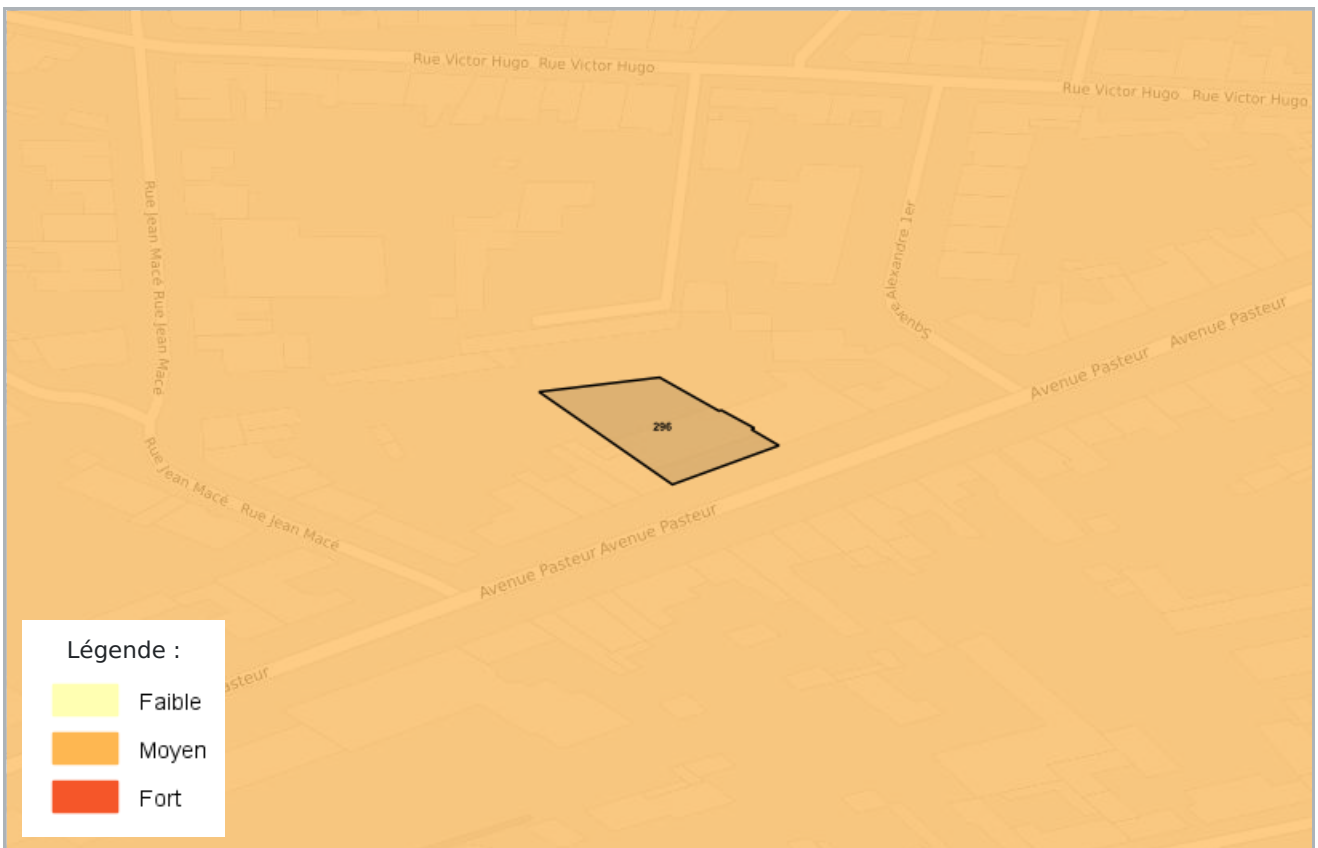 Rue Victor Hugo Rue Victor Hugo
Rue Victor Hugo Rue Victor Hugo
Rue Jean Macé Rue Jean Macé
Square Alexandre 1er
Avenue Pasteur Avenue Pasteur
296
Rue Jean Macé Rue Jean Macé
Avenue Pasteur Avenue Pasteur
asteur
Légende :
Faible
Moyen
Fort